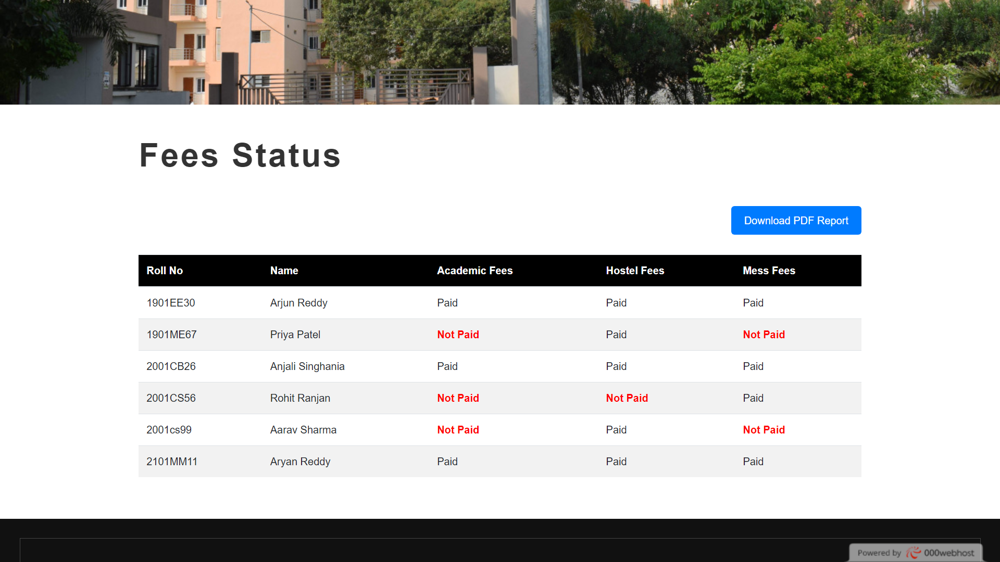 Fees Status
Download PDF Report
Roll No Name Academic Fees Hostel Fees Mess Fees
1901EE30 Arjun Reddy Paid Paid Paid
1901ME67 Priya Patel Not Paid Paid Not Paid
2001CB26 Anjali Singhania Paid Paid Paid
2001CS56 Rohit Ranjan Not Paid Not Paid Paid
2001cs99 Aarav Sharma Not Paid Paid Not Paid
2101MM11 Aryan Reddy Paid Paid Paid
Powered by 000webhost